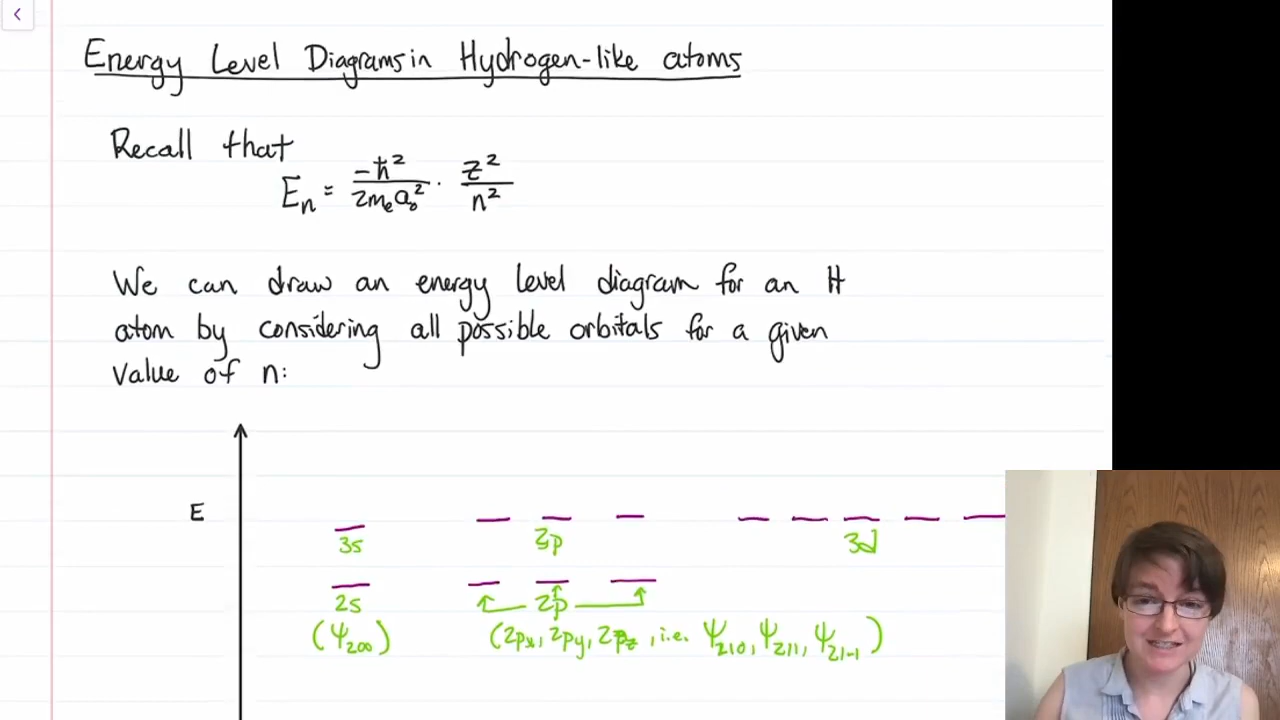 Energy Level Diagrams in Hydrogen-like atoms
Recall that
Eₙ = -ħ²/2mₑa₀² · Z²/n²
We can draw an energy level diagram for an H
atom by considering all possible orbitals for a given
value of n:
E
3s 3p 3d
2s 2p
(Ψ₂₀₀) (2px, 2py, 2pz, i.e. Ψ₂₁₀, Ψ₂₁₁, Ψ₂₁₋₁)